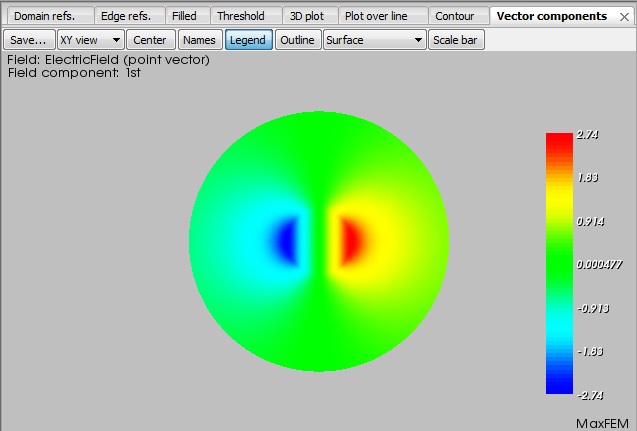 Domain refs. Edge refs. Filled Threshold 3D plot Plot over line Contour Vector components
Save... XY view Center Names Legend Outline Surface Scale bar
Field: ElectricField (point vector)
Field component: 1st
2.74
1.83
0.914
0.000477
-0.913
-1.83
-2.74
MaxFEM